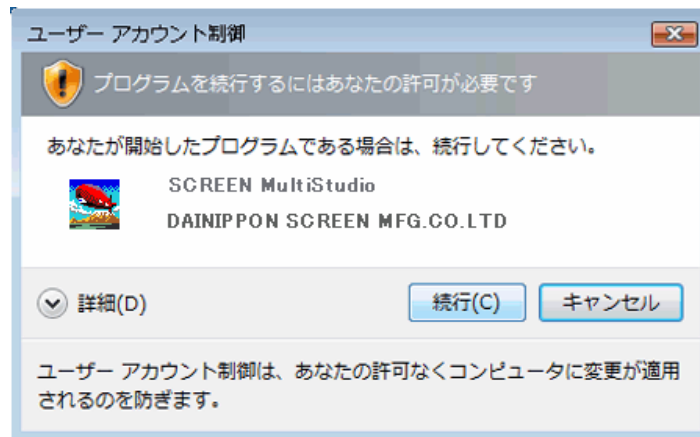 ユーザー アカウント制御
プログラムを続行するにはあなたの許可が必要です
あなたが開始したプログラムである場合は、続行してください。
SCREEN MultiStudio
DAINIPPON SCREEN MFG.CO.LTD
詳細(D)
続行(C)
キャンセル
ユーザー アカウント制御は、あなたの許可なくコンピュータに変更が適用
されるのを防ぎます。